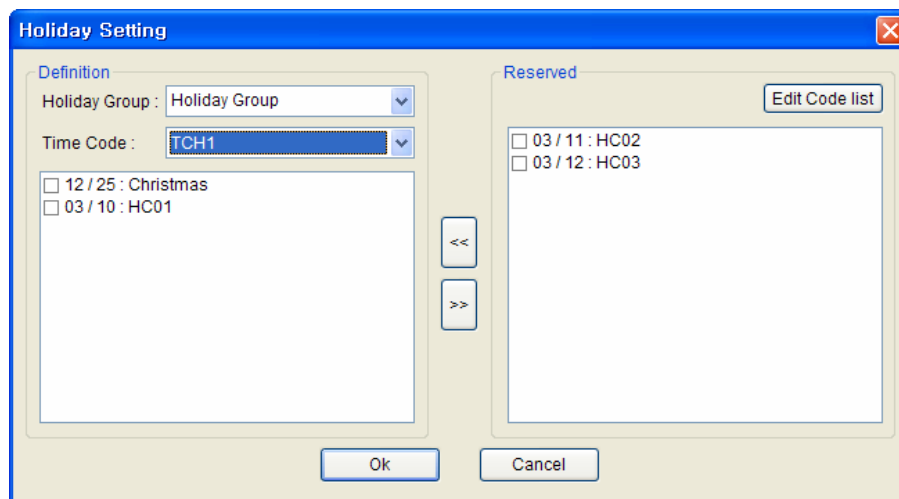 Holiday Setting
Definition
Holiday Group : Holiday Group
Time Code : TCH1
12 / 25 : Christmas
03 / 10 : HC01
<<
>>
Reserved
Edit Code list
03 / 11 : HC02
03 / 12 : HC03
Ok
Cancel